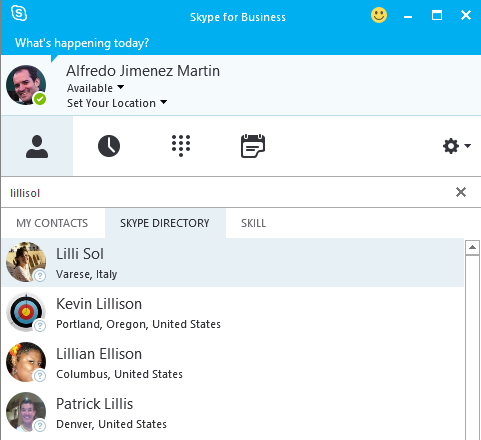 Skype for Business
What's happening today?
Alfredo Jimenez Martin
Available
Set Your Location
lillisol
MY CONTACTS SKYPE DIRECTORY SKILL
Lilli Sol
Varese, Italy
Kevin Lillison
Portland, Oregon, United States
Lillian Ellison
Columbus, United States
Patrick Lillis
Denver, United States